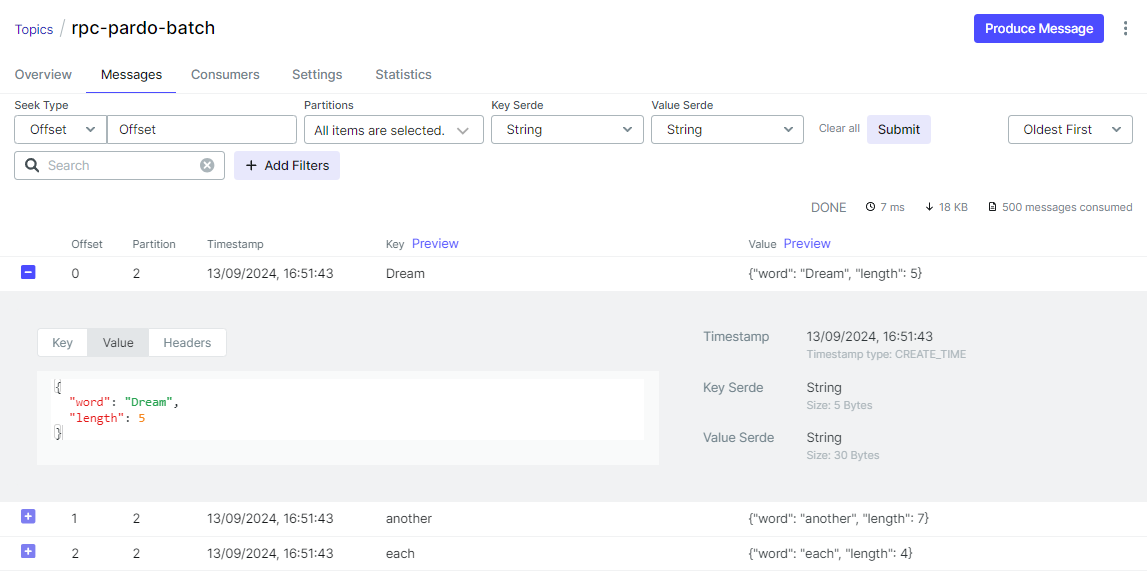 Topics / rpc-pardo-batch
Produce Message
Overview Messages Consumers Settings Statistics
Seek Type Partitions Key Serde Value Serde
Offset Offset All items are selected. String String Clear all Submit Oldest First
Search + Add Filters
DONE 7 ms 18 KB 500 messages consumed
Offset Partition Timestamp Key Preview Value Preview
0 2 13/09/2024, 16:51:43 Dream {"word": "Dream", "length": 5}
Key Value Headers
{
"word": "Dream",
"length": 5
}
Timestamp 13/09/2024, 16:51:43
Timestamp type: CREATE_TIME
Key Serde String
Size: 5 Bytes
Value Serde String
Size: 30 Bytes
1 2 13/09/2024, 16:51:43 another {"word": "another", "length": 7}
2 2 13/09/2024, 16:51:43 each {"word": "each", "length": 4}